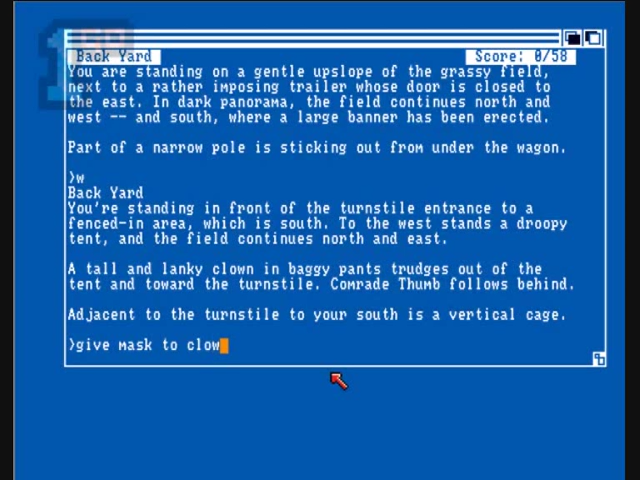 Back Yard Score: 0/58
You are standing on a gentle upslope of the grassy field,
next to a rather imposing trailer whose door is closed to
the east. In dark panorama, the field continues north and
west -- and south, where a large banner has been erected.
Part of a narrow pole is sticking out from under the wagon.
>w
Back Yard
You're standing in front of the turnstile entrance to a
fenced-in area, which is south. To the west stands a droopy
tent, and the field continues north and east.
A tall and lanky clown in baggy pants trudges out of the
tent and toward the turnstile. Comrade Thumb follows behind.
Adjacent to the turnstile to your south is a vertical cage.
>give mask to clow